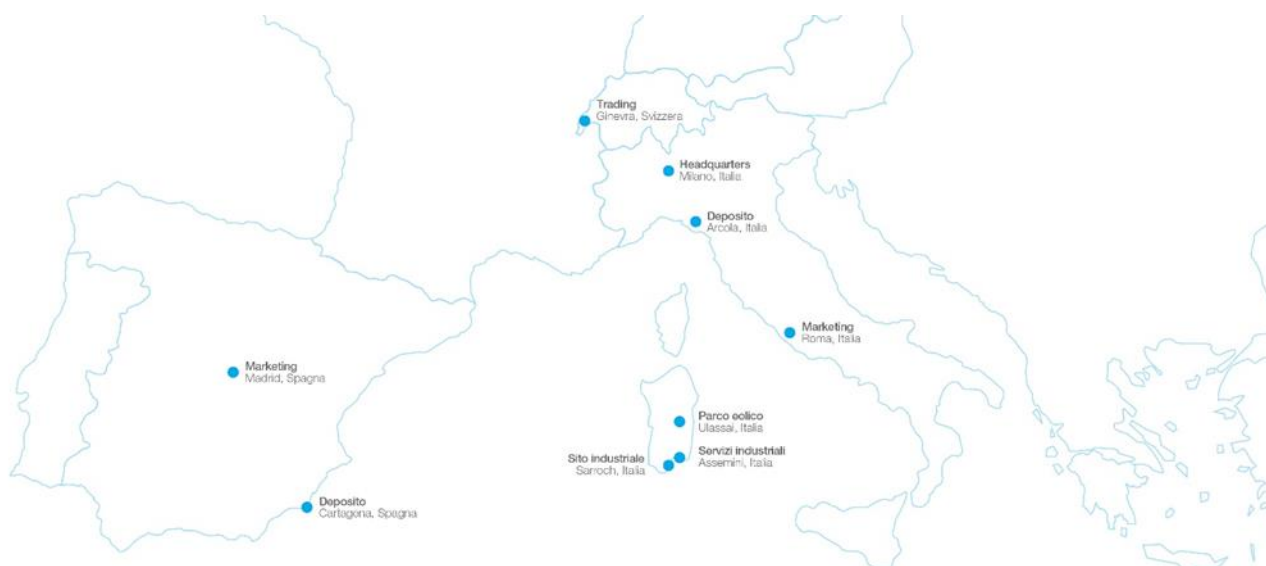 Trading
Ginevra, Svizzera
Headquarters
Milano, Italia
Deposito
Arcola, Italia
Marketing
Roma, Italia
Marketing
Madrid, Spagna
Parco eolico
Ulassai, Italia
Servizi industriali
Assemini, Italia
Sito industriale
Sarroch, Italia
Deposito
Cartagena, Spagna